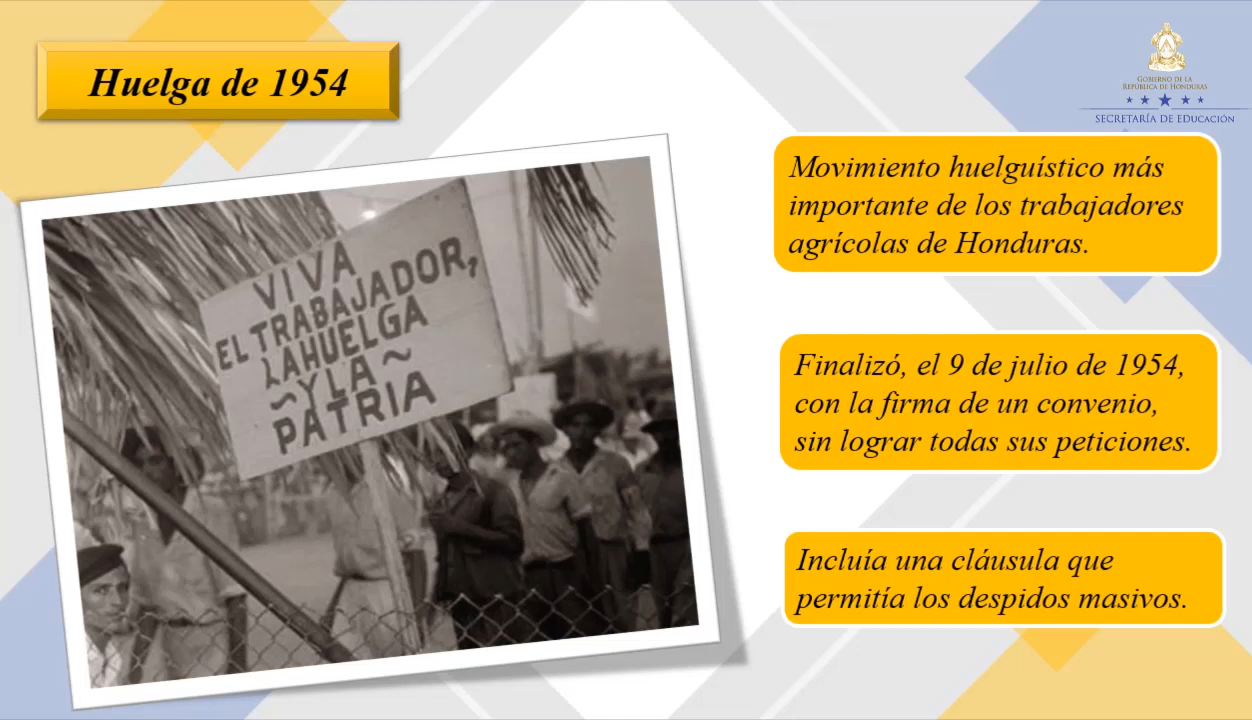 Huelga de 1954
GOBIERNO DE LA
REPÚBLICA DE HONDURAS
SECRETARÍA DE EDUCACIÓN
VIVA
EL TRABAJADOR,
LA HUELGA
~ Y LA ~
PATRIA
Movimiento huelguístico más
importante de los trabajadores
agrícolas de Honduras.
Finalizó, el 9 de julio de 1954,
con la firma de un convenio,
sin lograr todas sus peticiones.
Incluía una cláusula que
permitía los despidos masivos.